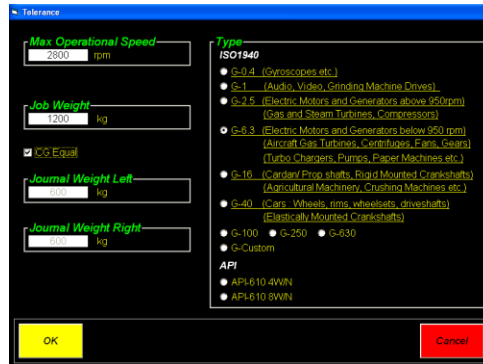 Tolerance
Max Operational Speed
2800 rpm
Job Weight
1200 kg
CG Equal
Journal Weight Left
600 kg
Journal Weight Right
600 kg
Type
ISO1940
G-0.4 (Gyroscopes etc.)
G-1 (Audio, Video, Grinding Machine Drives)
G-2.5 (Electric Motors and Generators above 950rpm)
(Gas and Steam Turbines, Compressors)
G-6.3 (Electric Motors and Generators below 950 rpm)
(Aircraft Gas Turbines, Centrifuges, Fans, Gears)
(Turbo Chargers, Pumps, Paper Machines etc.)
G-16 (Cardan/Prop shafts, Rigid Mounted Crankshafts)
(Agricultural Machinery, Crushing Machines etc.)
G-40 (Cars : Wheels, rims, wheelsets, driveshafts)
(Elastically Mounted Crankshafts)
G-100 G-250 G-630
G-Custom
API
API-610 4W/N
API-610 8W/N
OK
Cancel